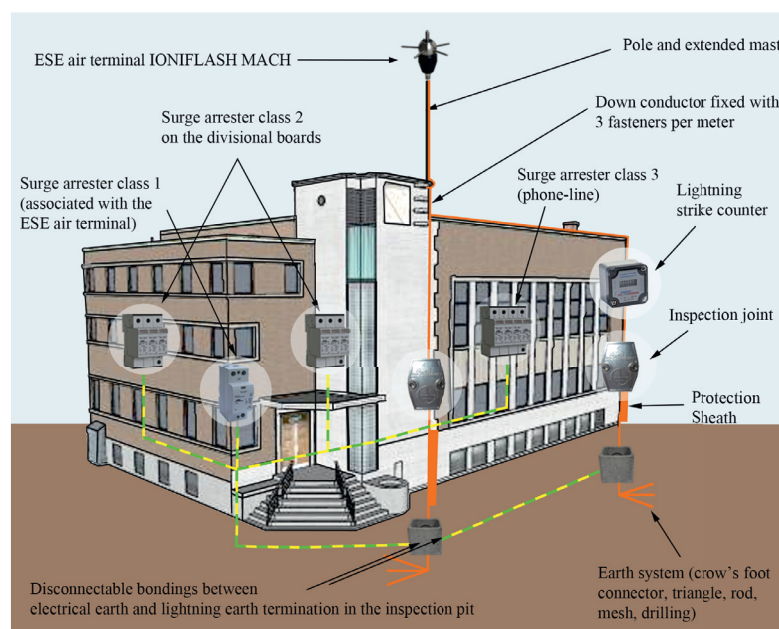 ESE air terminal IONIFLASH MACH
Pole and extended mast
Down conductor fixed with
3 fasteners per meter
Surge arrester class 2
on the divisional boards
Surge arrester class 1
(associated with the
ESE air terminal)
Surge arrester class 3
(phone-line)
Lightning
strike counter
Inspection joint
Protection
Sheath
Disconnectable bondings between
electrical earth and lightning earth termination in the inspection pit
Earth system (crow's foot
connector, triangle, rod,
mesh, drilling)